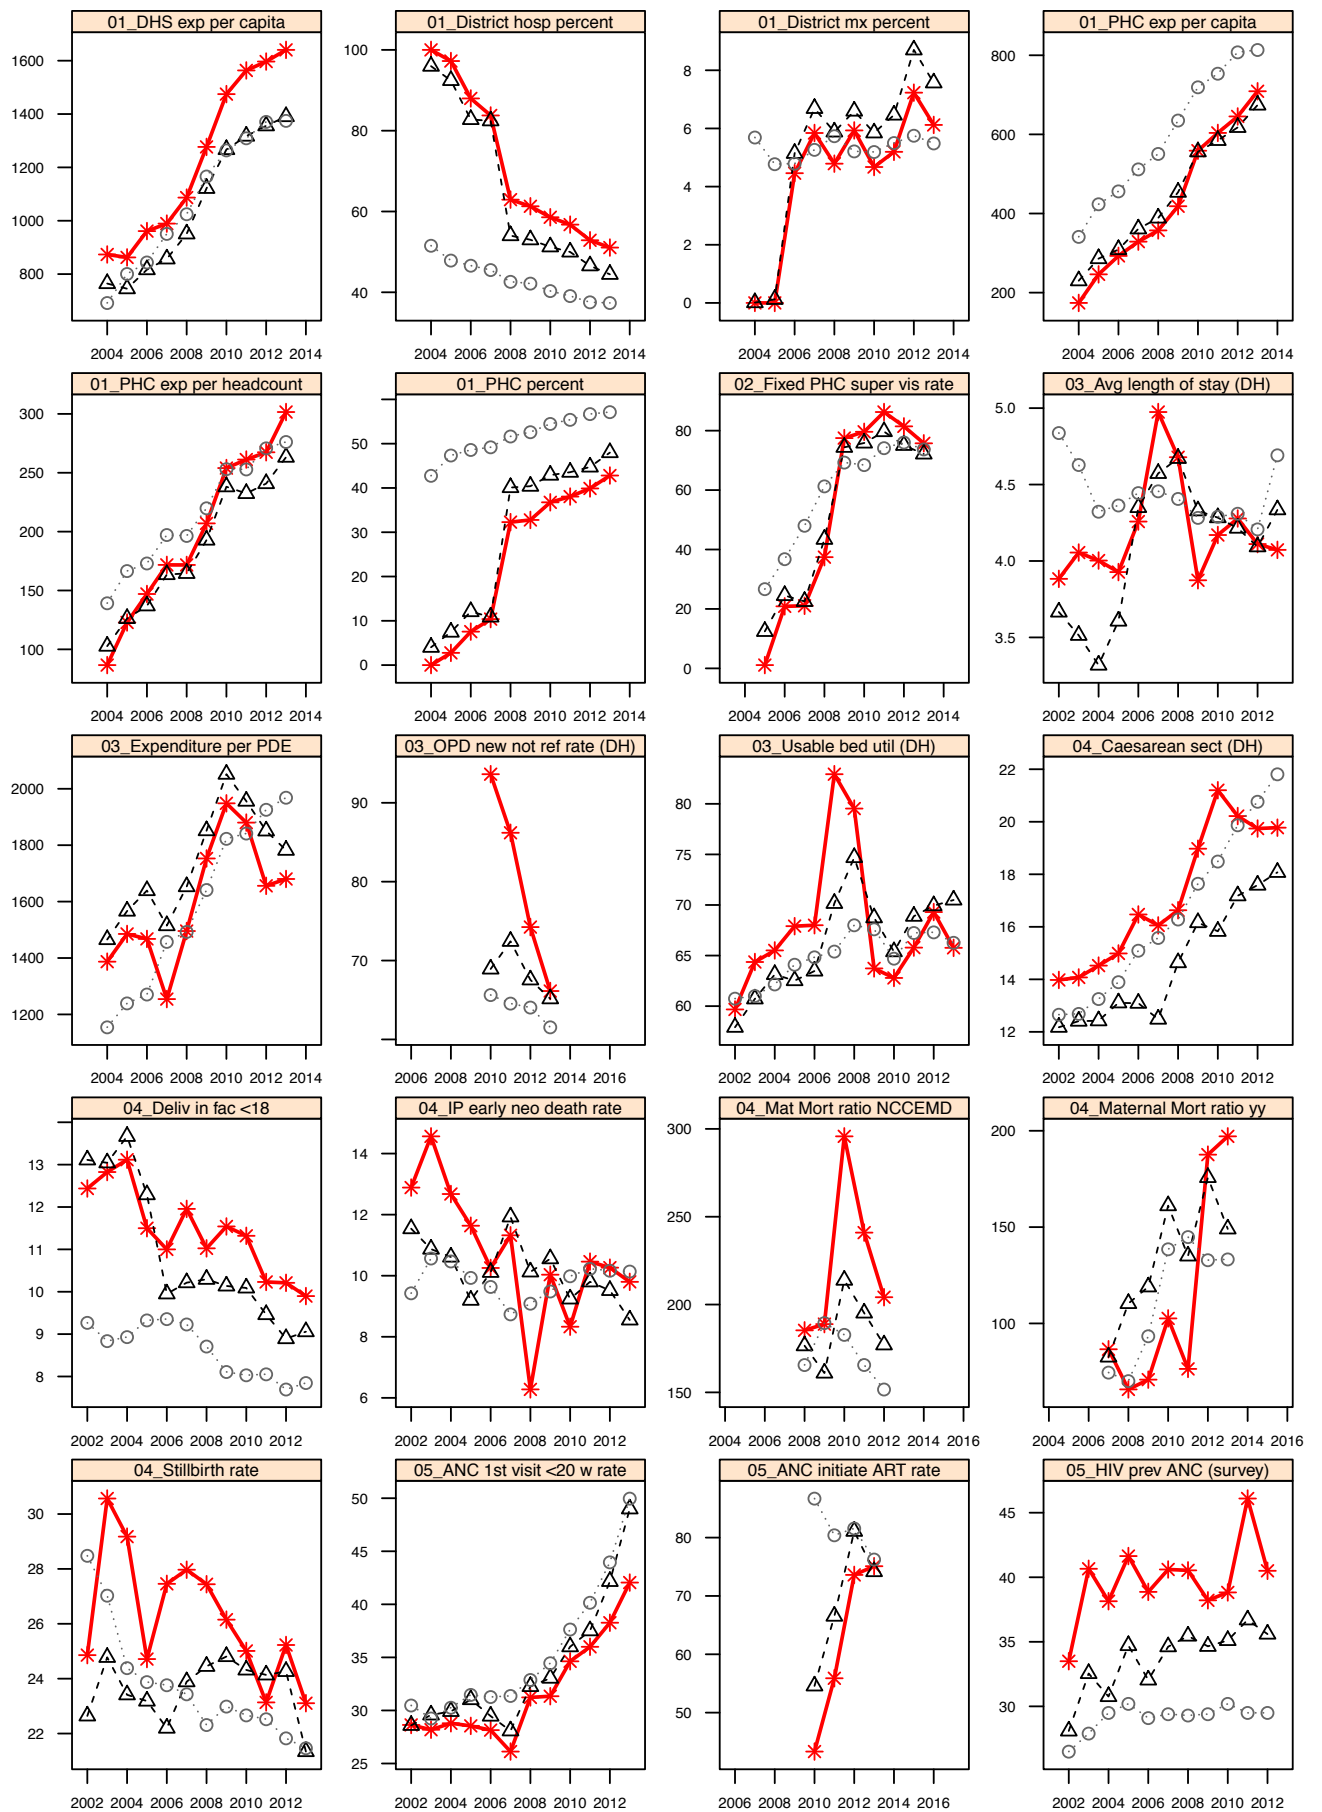 01_DHS exp per capita 01_District hosp percent 01_District mx percent 01_PHC exp per capita
1600 100 8 800
1400 80 6 600
1200 60 4 400
1000 40 2 200
800 0
2004 2006 2008 2010 2012 2014 2004 2006 2008 2010 2012 2014 2004 2006 2008 2010 2012 2014 2004 2006 2008 2010 2012 2014
01_PHC exp per headcount 01_PHC percent 02_Fixed PHC super vis rate 03_Avg length of stay (DH)
300 50 80 5.0
250 40 60 4.5
200 30 40 4.0
150 20 20 3.5
100 10 0
0
2004 2006 2008 2010 2012 2014 2004 2006 2008 2010 2012 2014 2004 2006 2008 2010 2012 2014 2002 2004 2006 2008 2010 2012
03_Expenditure per PDE 03_OPD new not ref rate (DH) 03_Usable bed util (DH) 04_Caesarean sect (DH)
2000 90 80 22
1800 80 75 20
1600 70 70 18
1400 65 16
1200 60 14
12
2004 2006 2008 2010 2012 2014 2006 2008 2010 2012 2014 2016 2002 2004 2006 2008 2010 2012 2002 2004 2006 2008 2010 2012
04_Deliv in fac <18 04_IP early neo death rate 04_Mat Mort ratio NCCEMD 04_Maternal Mort ratio yy
13 14 300 200
12 12 250 150
11 10 200 100
10 8 150
9 6
8
2002 2004 2006 2008 2010 2012 2002 2004 2006 2008 2010 2012 2004 2006 2008 2010 2012 2014 2016 2004 2006 2008 2010 2012 2014 2016
04_Stillbirth rate 05_ANC 1st visit <20 w rate 05_ANC initiate ART rate 05_HIV prev ANC (survey)
30 50 80 45
28 45 70 40
26 40 60 35
24 35 50 30
22 30
25
2002 2004 2006 2008 2010 2012 2002 2004 2006 2008 2010 2012 2006 2008 2010 2012 2014 2016 2002 2004 2006 2008 2010 2012